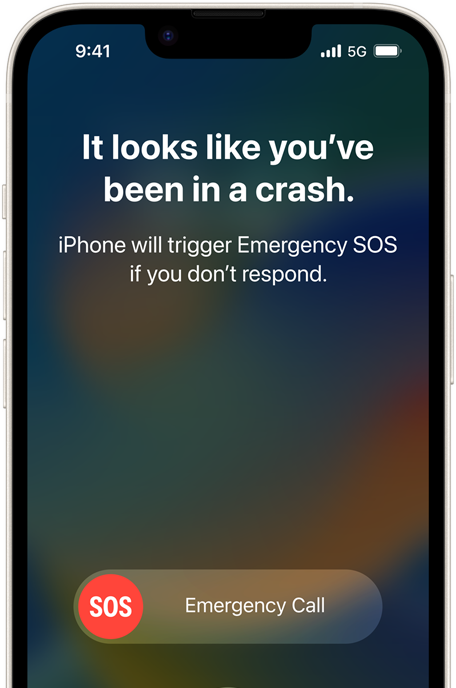 9:41
5G
It looks like you’ve
been in a crash.
iPhone will trigger Emergency SOS
if you don’t respond.
SOS
Emergency Call